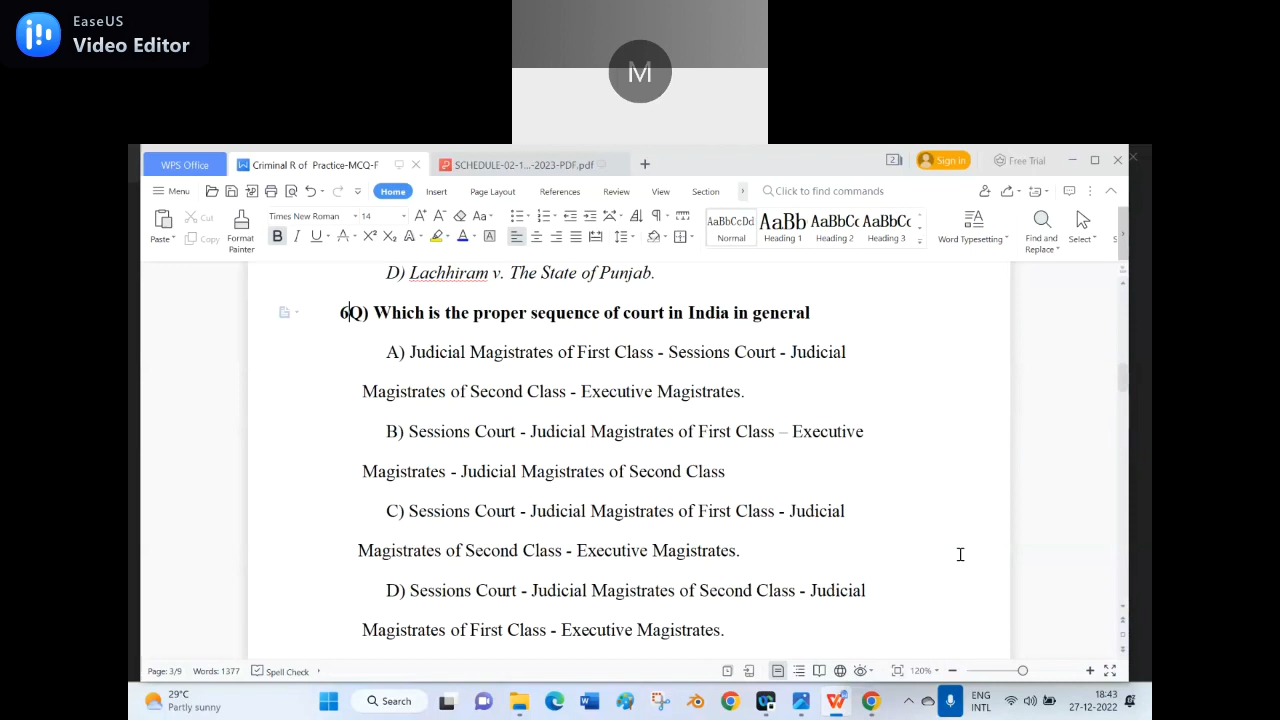 EaseUS
Video Editor
M
WPS Office
Criminal R of Practice-MCQ-F
SCHEDULE-02-1...-2023-PDF.pdf
2
Sign In
Free Trial
Menu
Home
Insert
Page Layout
References
Review
View
Section
Click to find commands
Paste
Cut
Copy
Format
Painter
Times New Roman
14
AaBbCcDd
Normal
AaBb
Heading 1
AaBbCc
Heading 2
AaBbCc
Heading 3
Word Typesetting
Find and
Replace
Select
D) Lachhiram v. The State of Punjab.
6Q) Which is the proper sequence of court in India in general
A) Judicial Magistrates of First Class - Sessions Court - Judicial
Magistrates of Second Class - Executive Magistrates.
B) Sessions Court - Judicial Magistrates of First Class – Executive
Magistrates - Judicial Magistrates of Second Class
C) Sessions Court - Judicial Magistrates of First Class - Judicial
Magistrates of Second Class - Executive Magistrates.
D) Sessions Court - Judicial Magistrates of Second Class - Judicial
Magistrates of First Class - Executive Magistrates.
Page: 3/9 Words: 1377 Spell Check
120%
29°C
Partly sunny
Search
ENG
INTL
18:43
27-12-2022